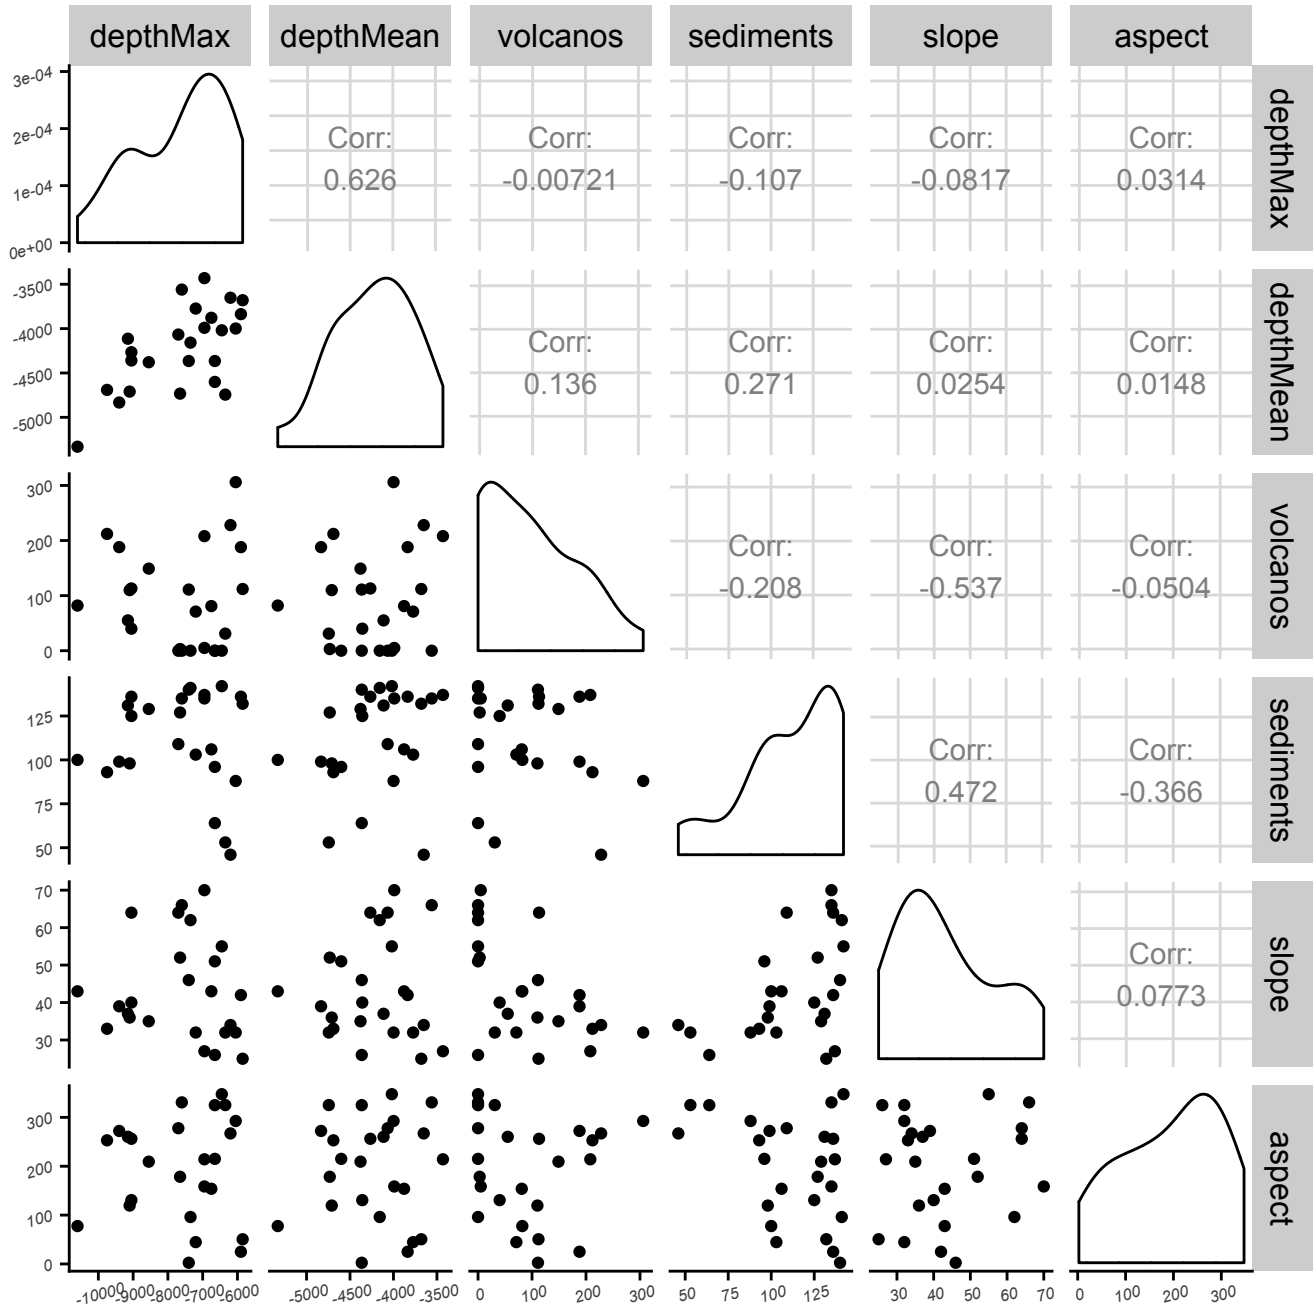 depthMax depthMean volcanos sediments slope aspect
3e-04
2e-04
1e-04
0e+00
Corr:
0.626
Corr:
-0.00721
Corr:
-0.107
Corr:
-0.0817
Corr:
0.0314
depthMax
-3500
-4000
-4500
-5000
Corr:
0.136
Corr:
0.271
Corr:
0.0254
Corr:
0.0148
depthMean
300
200
100
0
Corr:
-0.208
Corr:
-0.537
Corr:
-0.0504
volcanos
125
100
75
50
Corr:
0.472
Corr:
-0.366
sediments
70
60
50
40
30
Corr:
0.0773
slope
300
200
100
0
aspect
-10000 -9000 -8000 -7000 -6000 -5000 -4500 -4000 -3500 0 100 200 300 50 75 100 125 30 40 50 60 70 0 100 200 300